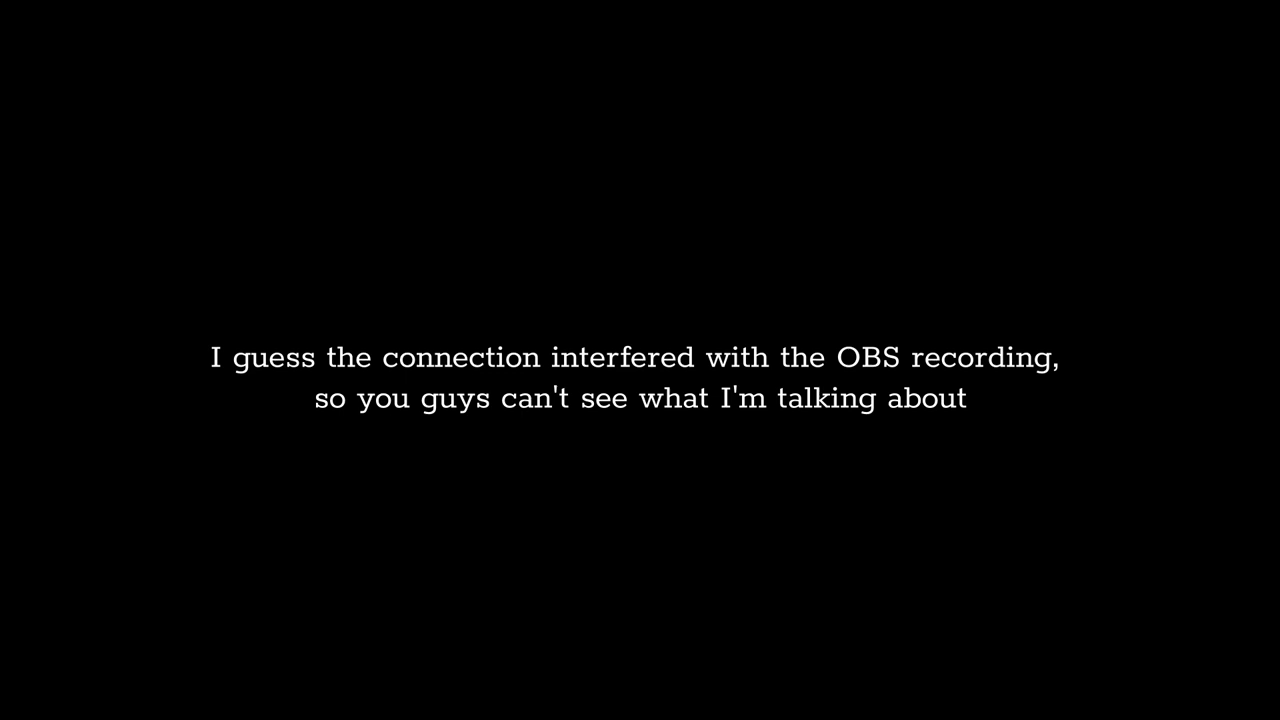 I guess the connection interfered with the OBS recording,
so you guys can't see what I'm talking about